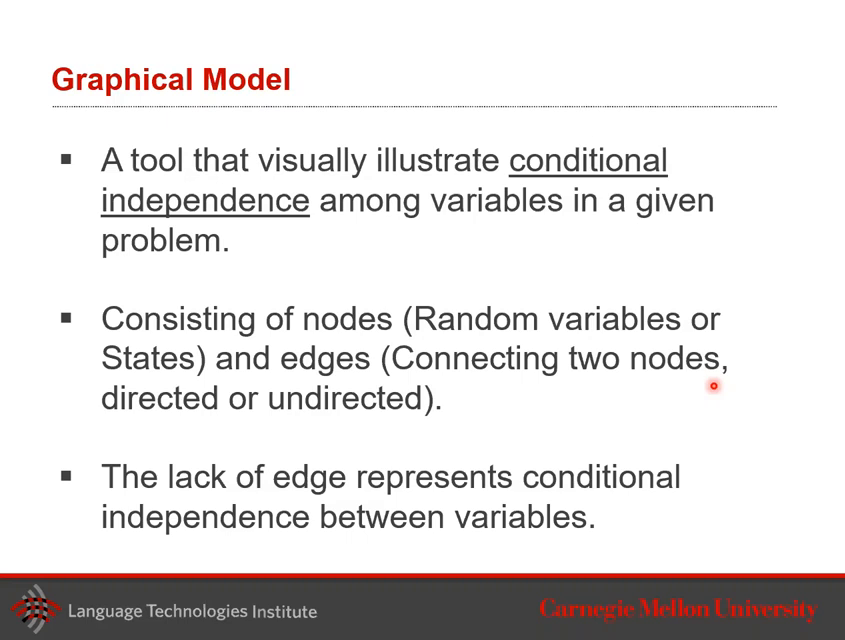 Graphical Model
▪ A tool that visually illustrate conditional
independence among variables in a given
problem.
▪ Consisting of nodes (Random variables or
States) and edges (Connecting two nodes,
directed or undirected).
▪ The lack of edge represents conditional
independence between variables.
Language Technologies Institute
Carnegie Mellon University